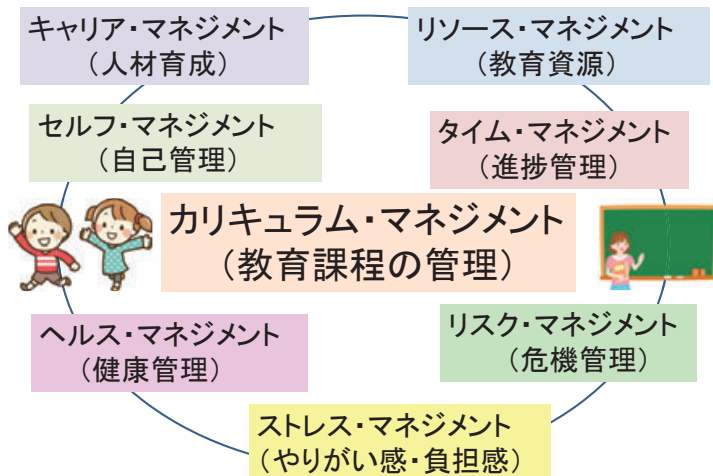 キャリア・マネジメント
(人材育成)
リソース・マネジメント
(教育資源)
セルフ・マネジメント
(自己管理)
タイム・マネジメント
(進捗管理)
カリキュラム・マネジメント
(教育課程の管理)
ヘルス・マネジメント
(健康管理)
リスク・マネジメント
(危機管理)
ストレス・マネジメント
(やりがい感・負担感)